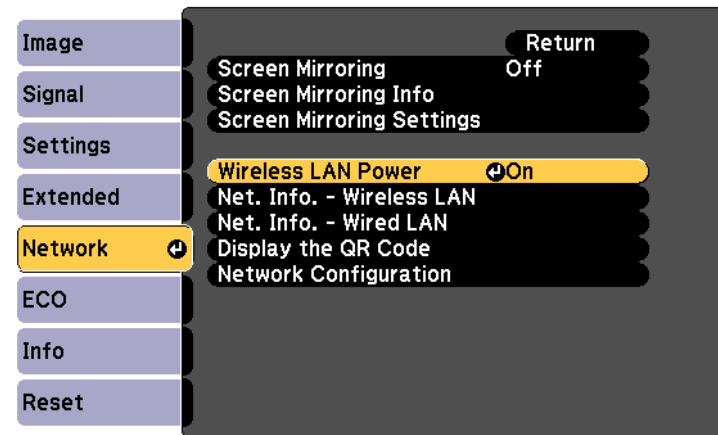 Image
Signal
Settings
Extended
Network
ECO
Info
Reset
Return
Screen Mirroring Off
Screen Mirroring Info
Screen Mirroring Settings
Wireless LAN Power On
Net. Info. - Wireless LAN
Net. Info. - Wired LAN
Display the QR Code
Network Configuration